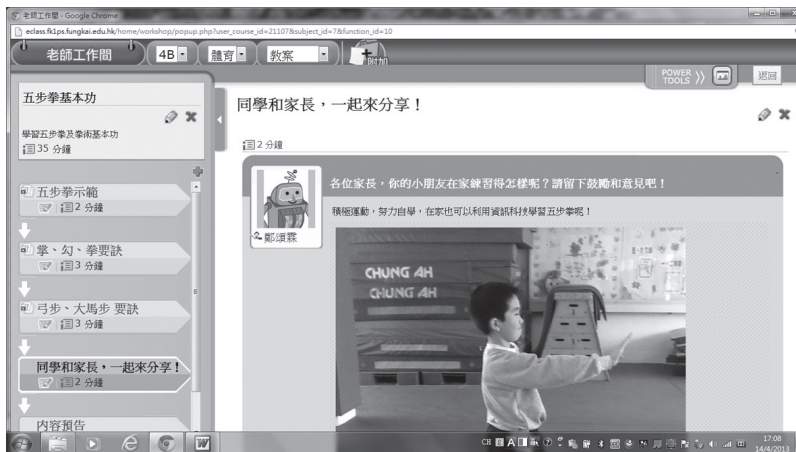 老師工作間 - Google Chrome
eclass.fk1ps.fungkai.edu.hk/home/workshop/popup.php?user_course_id=21107&subject_id=7&function_id=10
老師工作間
4B
體育
教案
附加
POWER TOOLS
返回
五步拳基本功
學習五步拳及拳術基本功
35 分鐘
五步拳示範
2 分鐘
掌、勾、拳要訣
3 分鐘
弓步、大馬步 要訣
3 分鐘
同學和家長，一起來分享！
2 分鐘
內容預告
同學和家長，一起來分享！
2 分鐘
鄭頌霖
各位家長，你的小朋友在家練習得怎樣呢？請留下鼓勵和意見吧！
積極運動，努力自學，在家也可以利用資訊科技學習五步拳呢！
CHUNG AH
CHUNG AH
CH
17:08
14/4/2013